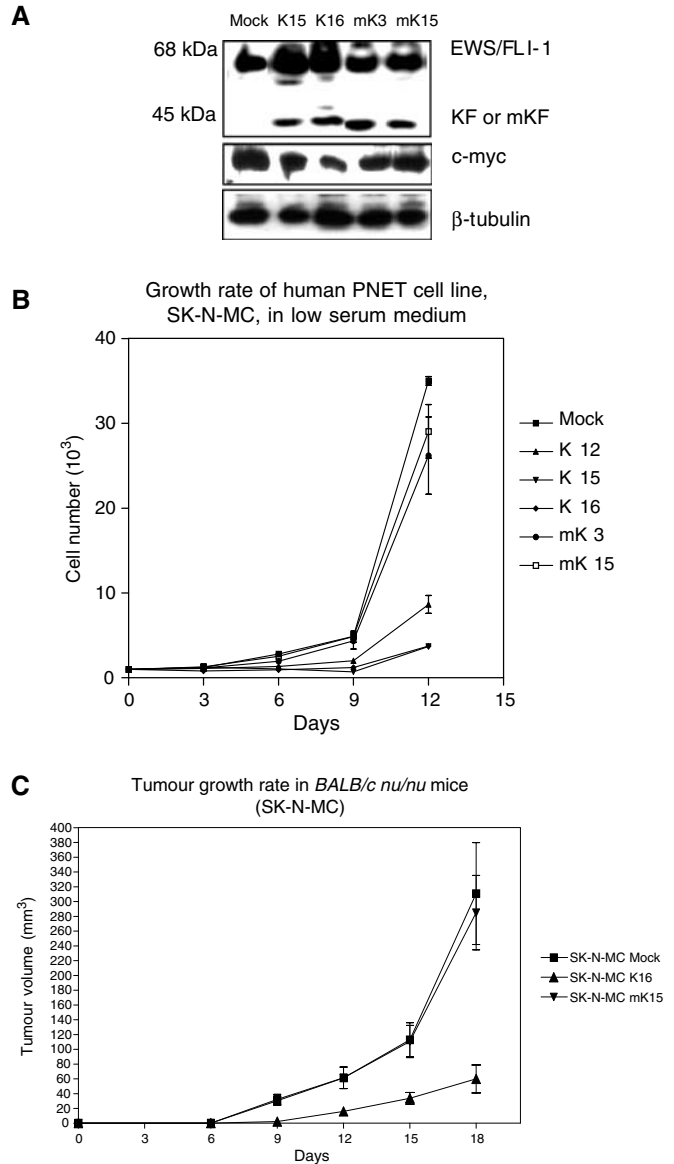 A
Mock K15 K16 mK3 mK15
68 kDa
EWS/FLI-1
45 kDa
KF or mKF
c-myc
β-tubulin
B
Growth rate of human PNET cell line,
SK-N-MC, in low serum medium
40
30
20
10
0
Cell number (10³)
0 3 6 9 12 15
Days
Mock
K 12
K 15
K 16
mK 3
mK 15
C
Tumour growth rate in BALB/c nu/nu mice
(SK-N-MC)
400
380
360
340
320
300
280
260
240
220
200
180
160
140
120
100
80
60
40
20
0
Tumour volume (mm³)
0 3 6 9 12 15 18
Days
SK-N-MC Mock
SK-N-MC K16
SK-N-MC mK15